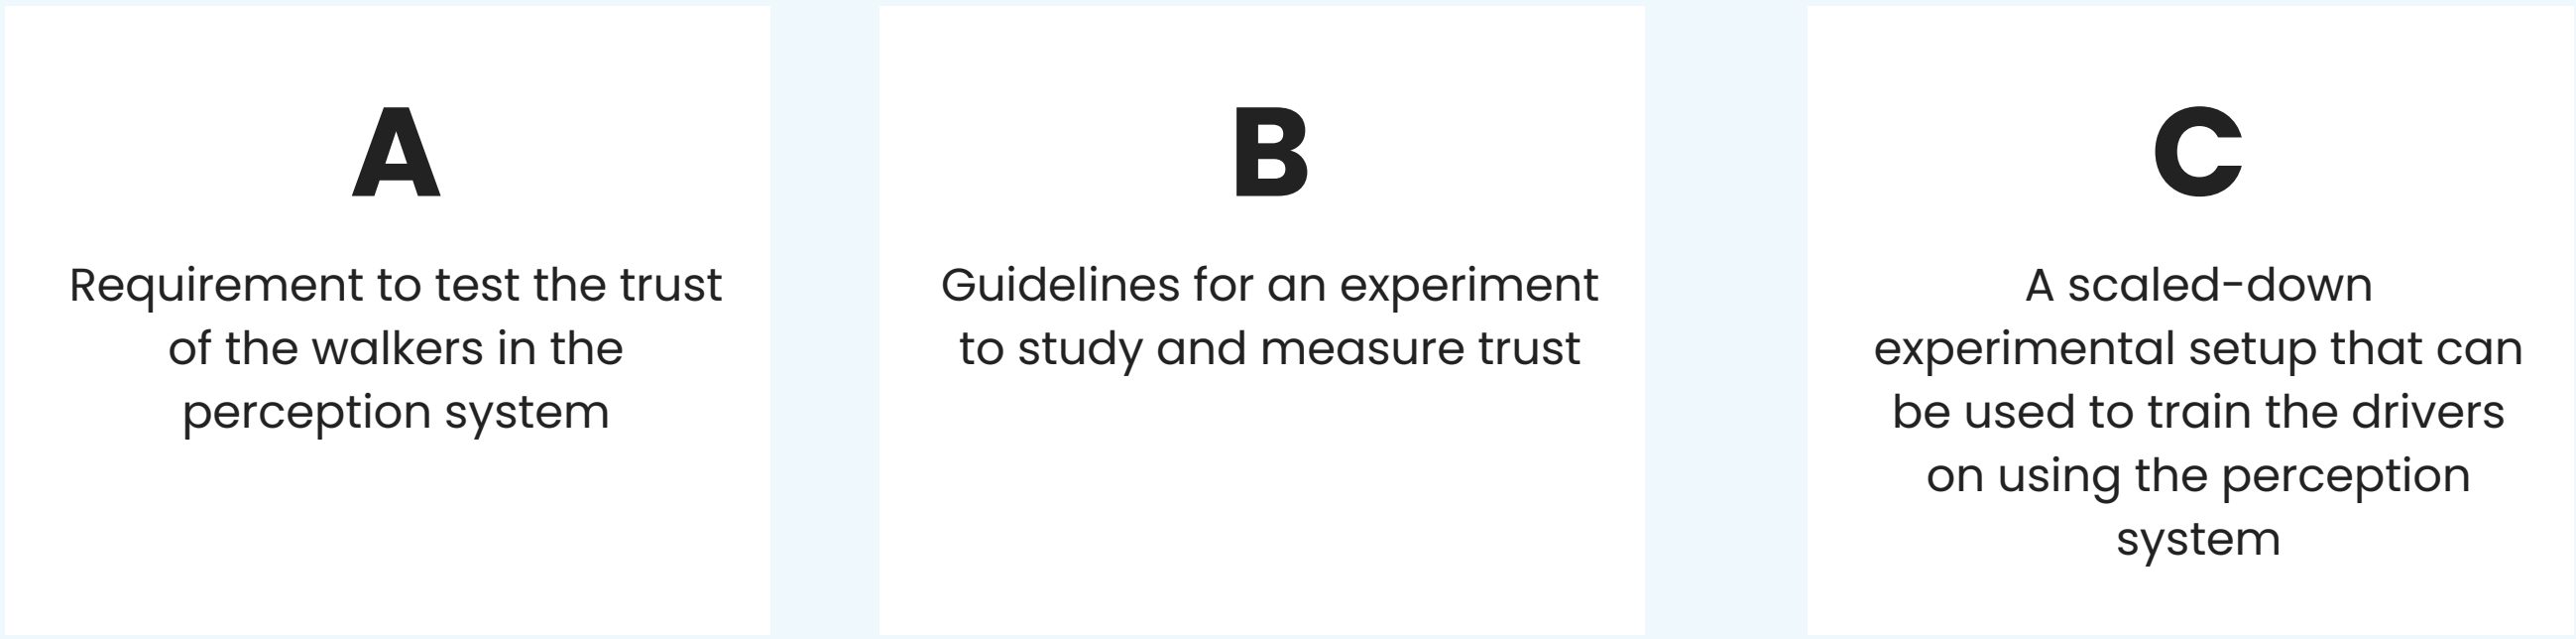 A
Requirement to test the trust
of the walkers in the
perception system
B
Guidelines for an experiment
to study and measure trust
C
A scaled-down
experimental setup that can
be used to train the drivers
on using the perception
system